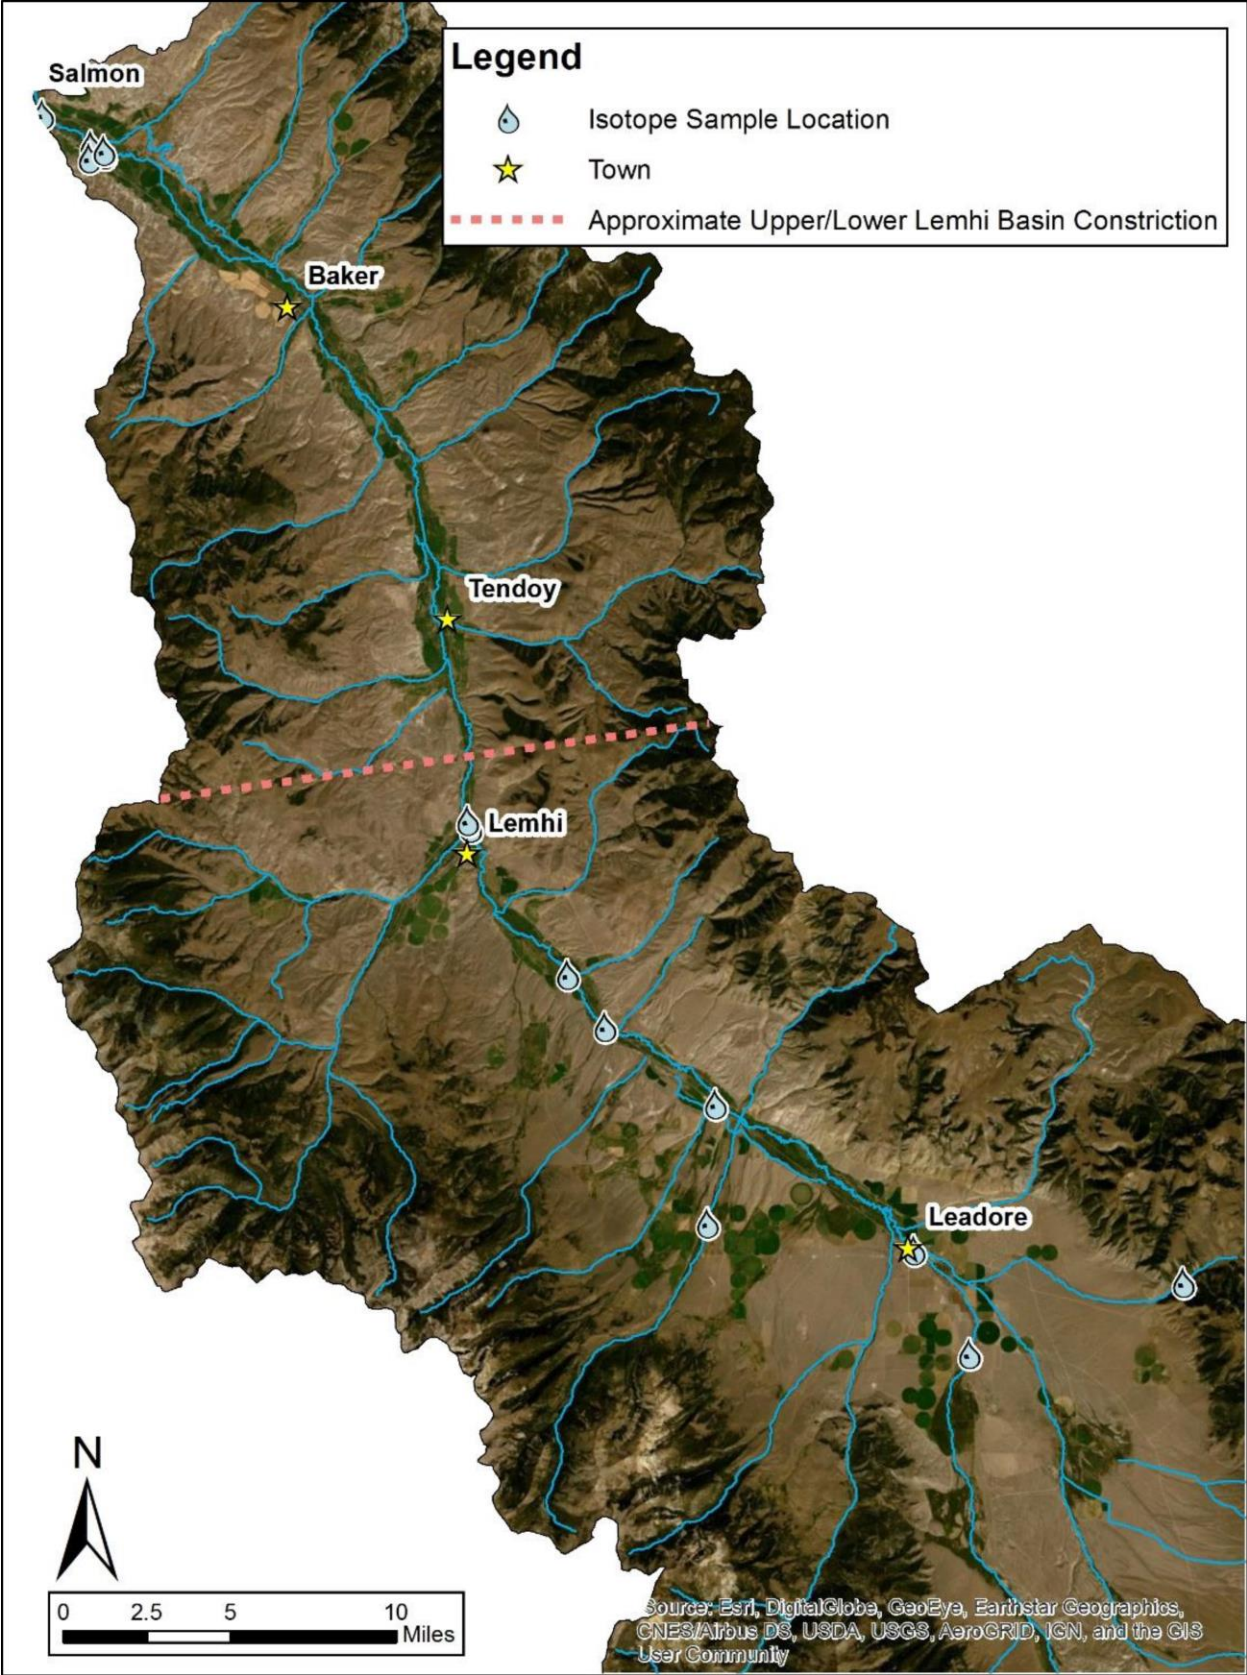 Legend
Isotope Sample Location
Town
Approximate Upper/Lower Lemhi Basin Constriction
Salmon
Baker
Tendoy
Lemhi
Leadore
N
0 2.5 5 10
Miles
Source: Esri, DigitalGlobe, GeoEye, Earthstar Geographics,
CNES/Airbus DS, USDA, USGS, AeroGRID, IGN, and the GIS
User Community